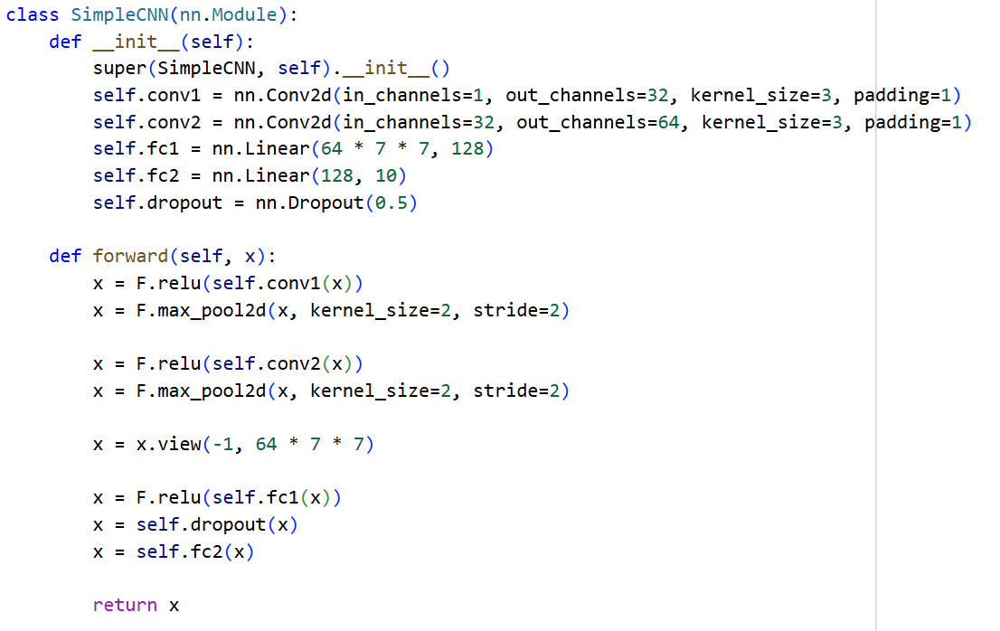 class SimpleCNN(nn.Module):
    def __init__(self):
        super(SimpleCNN, self).__init__()
        self.conv1 = nn.Conv2d(in_channels=1, out_channels=32, kernel_size=3, padding=1)
        self.conv2 = nn.Conv2d(in_channels=32, out_channels=64, kernel_size=3, padding=1)
        self.fc1 = nn.Linear(64 * 7 * 7, 128)
        self.fc2 = nn.Linear(128, 10)
        self.dropout = nn.Dropout(0.5)

    def forward(self, x):
        x = F.relu(self.conv1(x))
        x = F.max_pool2d(x, kernel_size=2, stride=2)

        x = F.relu(self.conv2(x))
        x = F.max_pool2d(x, kernel_size=2, stride=2)

        x = x.view(-1, 64 * 7 * 7)

        x = F.relu(self.fc1(x))
        x = self.dropout(x)
        x = self.fc2(x)

        return x